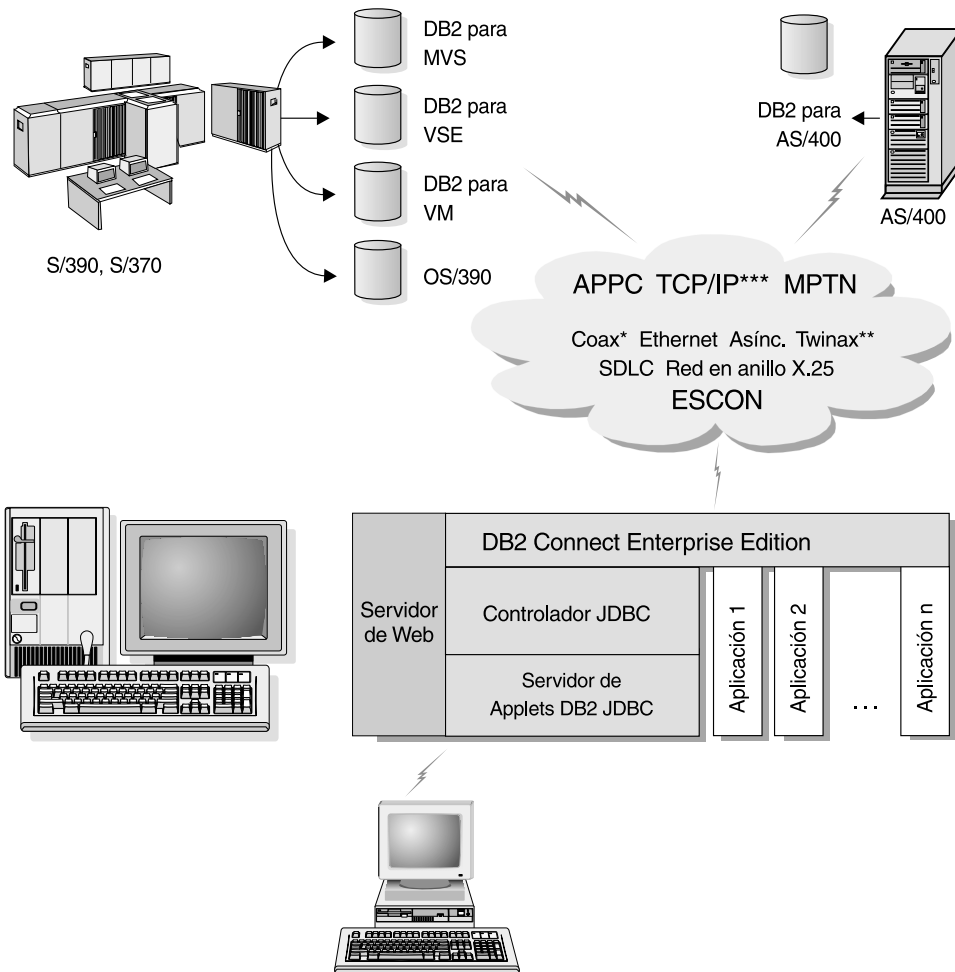 DB2 para
MVS
DB2 para
VSE
DB2 para
VM
OS/390
S/390, S/370
DB2 para
AS/400
AS/400
APPC TCP/IP*** MPTN
Coax* Ethernet Asínc. Twinax**
SDLC Red en anillo X.25
ESCON
DB2 Connect Enterprise Edition
Servidor
de Web
Controlador JDBC
Servidor de
Applets DB2 JDBC
Aplicación 1
Aplicación 2
...
Aplicación n